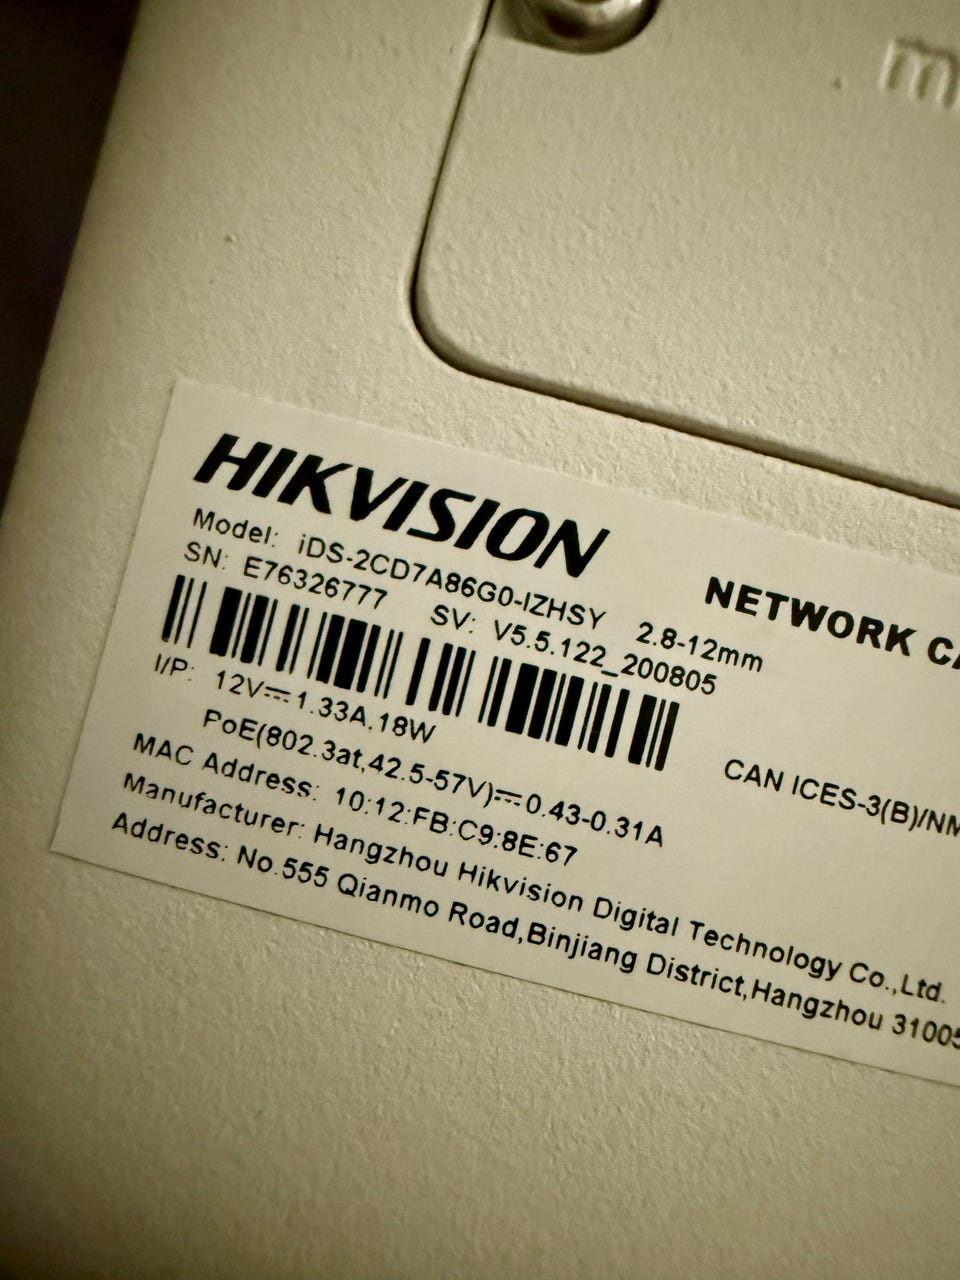 HIKVISION
Model: iDS-2CD7A86G0-IZHSY 2.8-12mm
SN: E76326777 SV: V5.5.122_200805
NETWORK
I/P: 12V⎓1.33A,18W
PoE(802.3at,42.5-57V)⎓0.43-0.31A
CAN ICES-3(B)/NM
MAC Address: 10:12:FB:C9:8E:67
Manufacturer: Hangzhou Hikvision Digital Technology Co.,Ltd.
Address: No.555 Qianmo Road,Binjiang District,Hangzhou